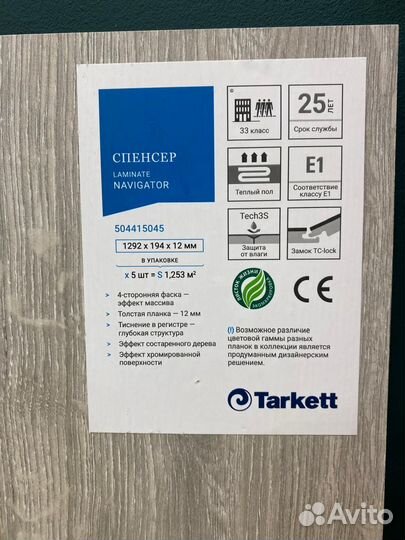 СПЕНСЕР
LAMINATE
NAVIGATOR
504415045
1292 x 194 x 12 мм
В УПАКОВКЕ
x 5 шт = S 1,253 м²
4-сторонняя фаска —
эффект массива
Толстая планка — 12 мм
Тиснение в регистре —
глубокая структура
Эффект состаренного дерева
Эффект хромированной
поверхности
33 класс
25 ЛЕТ
Срок службы
Теплый пол
E1
Соответствие
классу E1
Tech3S
Защита
от влаги
Замок TC-lock
ЛИСТОК ЖИЗНИ
CE
(!) Возможное различие
цветовой гаммы разных
планок в коллекции является
продуманным дизайнерским
решением.
Tarkett
Avito